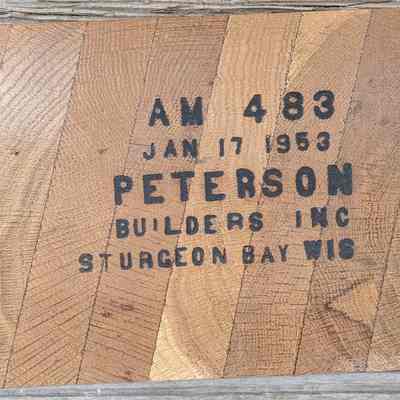 AM 483
JAN 17 1953
PETERSON
BUILDERS INC
STURGEON BAY WIS